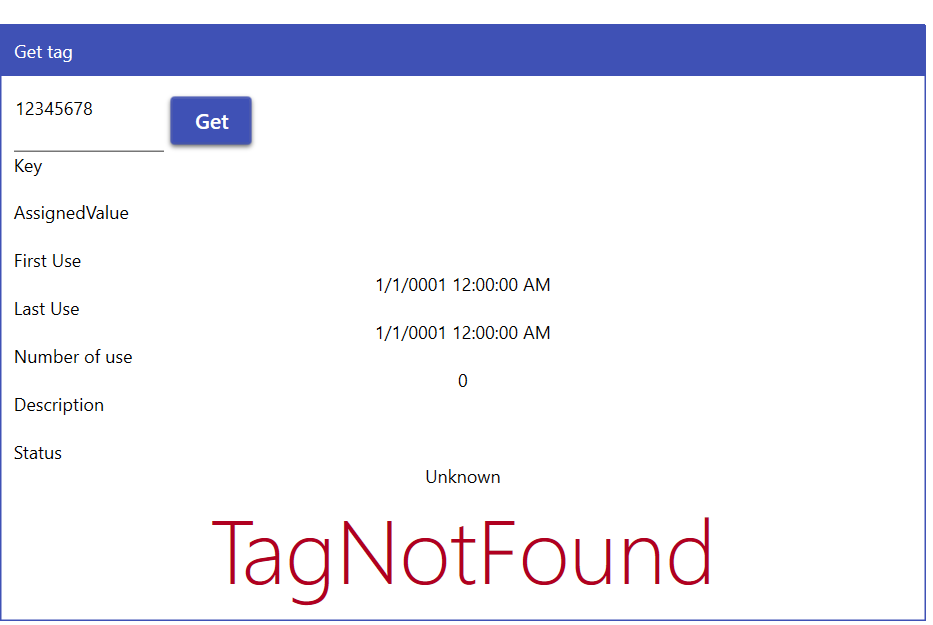 Get tag
12345678
Get
Key
AssignedValue
First Use
1/1/0001 12:00:00 AM
Last Use
1/1/0001 12:00:00 AM
Number of use
0
Description
Status
Unknown
TagNotFound